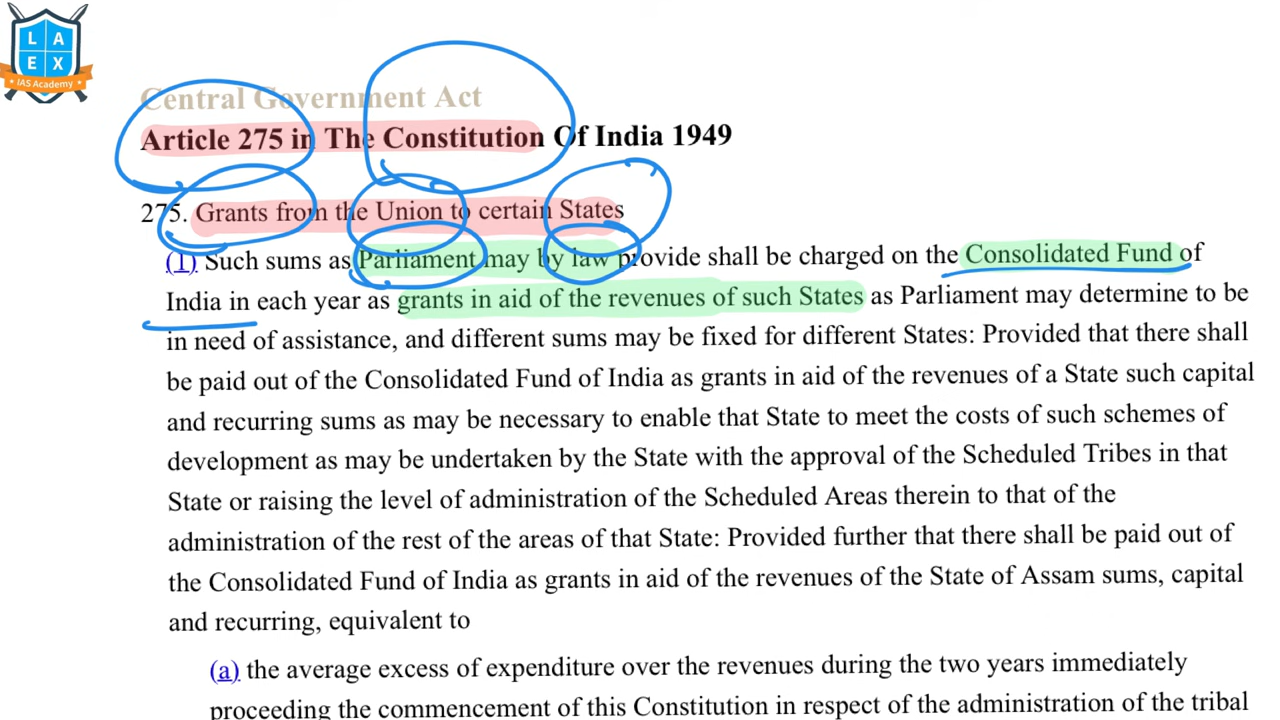 L A
E X
IAS Academy
Central Government Act
Article 275 in The Constitution Of India 1949
275. Grants from the Union to certain States
(1) Such sums as Parliament may by law provide shall be charged on the Consolidated Fund of
India in each year as grants in aid of the revenues of such States as Parliament may determine to be
in need of assistance, and different sums may be fixed for different States: Provided that there shall
be paid out of the Consolidated Fund of India as grants in aid of the revenues of a State such capital
and recurring sums as may be necessary to enable that State to meet the costs of such schemes of
development as may be undertaken by the State with the approval of the Scheduled Tribes in that
State or raising the level of administration of the Scheduled Areas therein to that of the
administration of the rest of the areas of that State: Provided further that there shall be paid out of
the Consolidated Fund of India as grants in aid of the revenues of the State of Assam sums, capital
and recurring, equivalent to
(a) the average excess of expenditure over the revenues during the two years immediately
proceeding the commencement of this Constitution in respect of the administration of the tribal